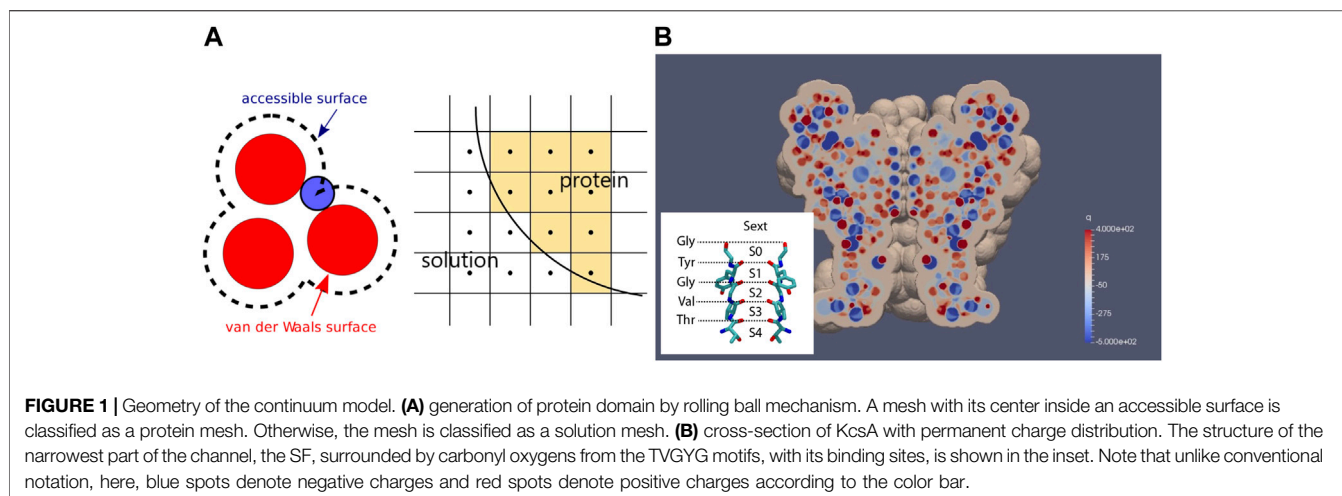 A
accessible surface
van der Waals surface
protein
solution
B
Sext
Gly
S0
Tyr
S1
Gly
S2
Val
S3
Thr
S4
q
4.000e+02
175
-50
-275
-5.000e+02
FIGURE 1 | Geometry of the continuum model. (A) generation of protein domain by rolling ball mechanism. A mesh with its center inside an accessible surface is
classified as a protein mesh. Otherwise, the mesh is classified as a solution mesh. (B) cross-section of KcsA with permanent charge distribution. The structure of the
narrowest part of the channel, the SF, surrounded by carbonyl oxygens from the TVGYG motifs, with its binding sites, is shown in the inset. Note that unlike conventional
notation, here, blue spots denote negative charges and red spots denote positive charges according to the color bar.